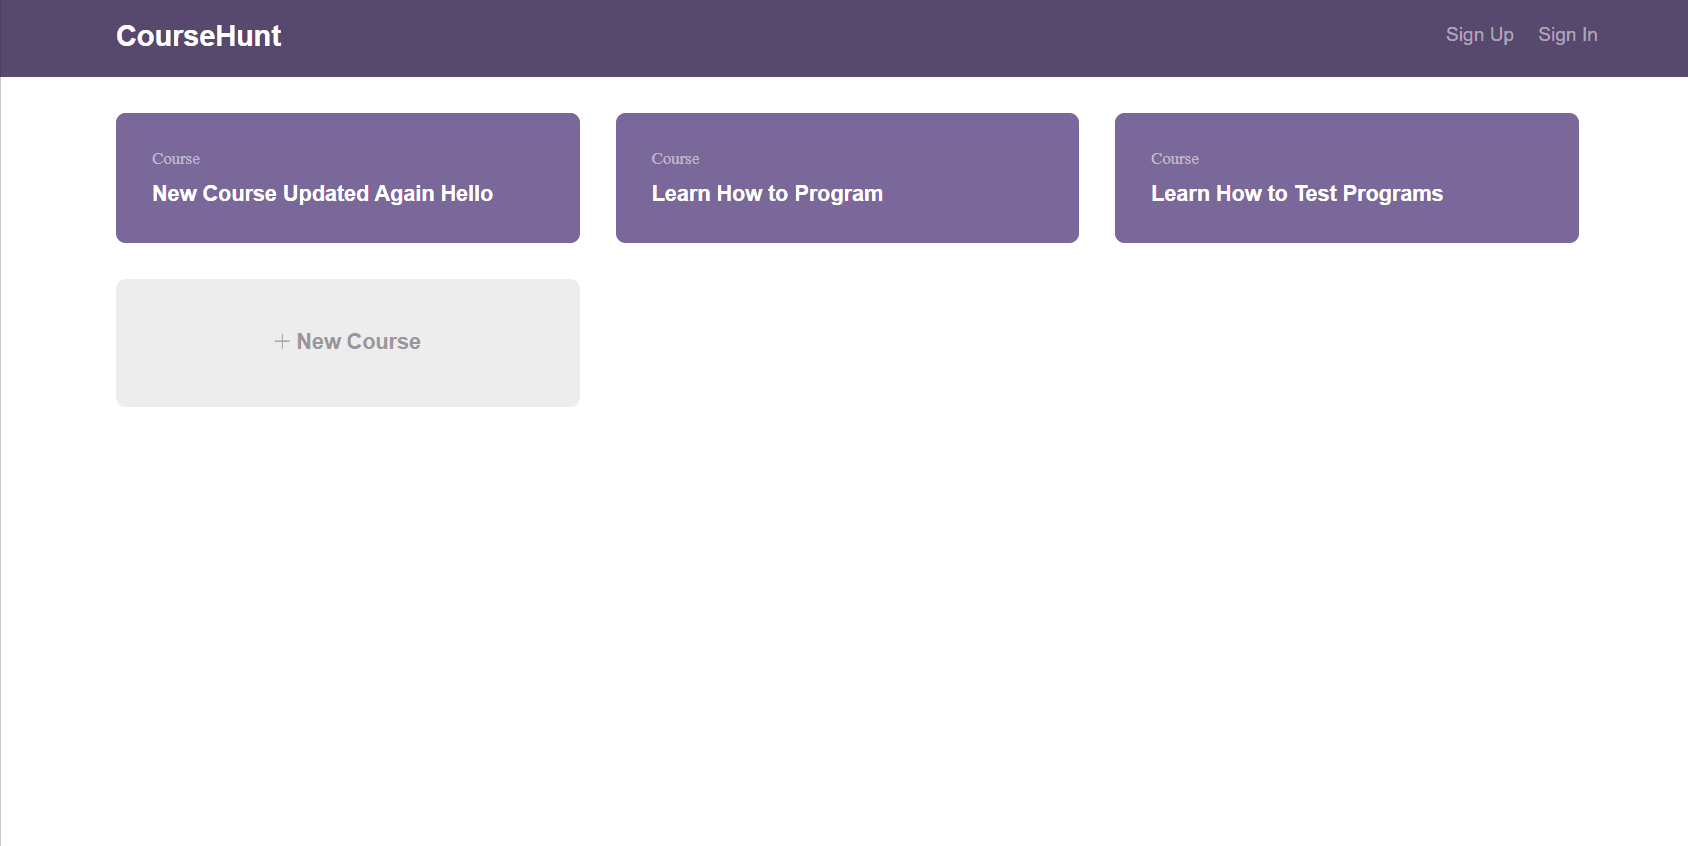 CourseHunt
Sign Up
Sign In
Course
New Course Updated Again Hello
Course
Learn How to Program
Course
Learn How to Test Programs
+ New Course